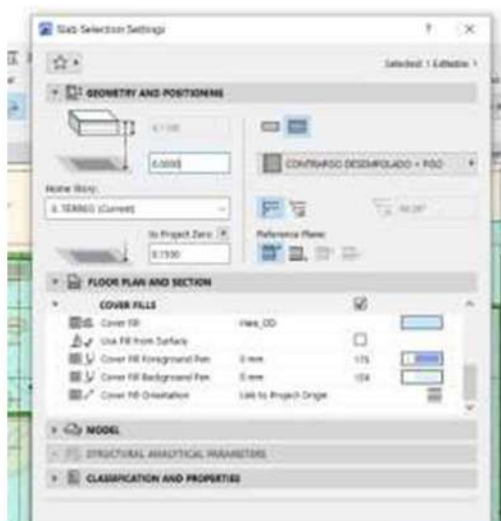 Slab Selection Settings
? ×
Selected: 1 Editable: 1
GEOMETRY AND POSITIONING
0.0000
CONTRAPISO DESEMPOLADO + PISO
Home Story:
(Current)
to Project Zero
0.1500
Reference Plane:
FLOOR PLAN AND SECTION
COVER FILLS
Cover Fill
Use Fill from Surface
Cover Fill Foreground Pen 0 mm 175
Cover Fill Background Pen 0 mm
Cover Fill Orientation Link to Project Origin
MODEL
STRUCTURAL ANALYTICAL PARAMETERS
CLASSIFICATION AND PROPERTIES